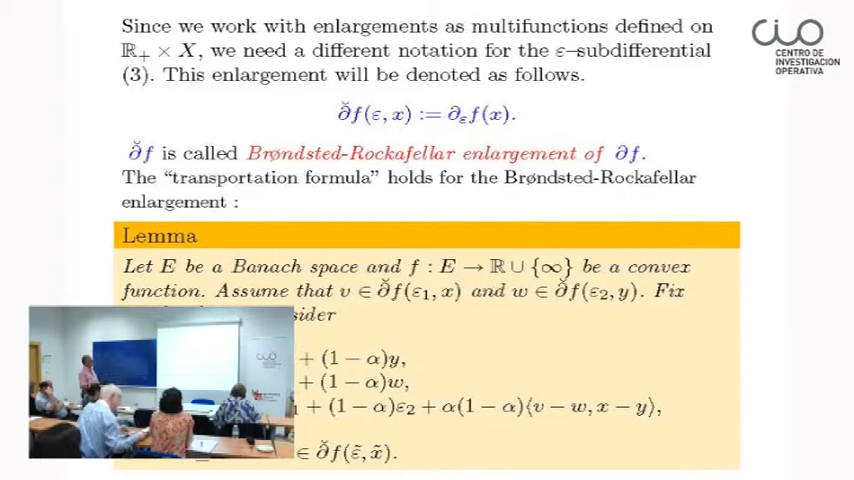 Since we work with enlargements as multifunctions defined on
ℝ₊ × X, we need a different notation for the ε–subdifferential
(3). This enlargement will be denoted as follows.
∂̆f(ε, x) := ∂_ε f(x).
∂̆f is called Brøndsted-Rockafellar enlargement of ∂f.
The “transportation formula” holds for the Brøndsted-Rockafellar
enlargement :
Lemma
Let E be a Banach space and f : E → ℝ ∪ {∞} be a convex
function. Assume that v ∈ ∂̆f(ε₁, x) and w ∈ ∂̆f(ε₂, y). Fix
+ (1 − α)y,
+ (1 − α)w,
+ (1 − α)ε₂ + α(1 − α)⟨v − w, x − y⟩,
∈ ∂̆f(ε̃, x̃).
CIO
CENTRO DE
INVESTIGACION
OPERATIVA